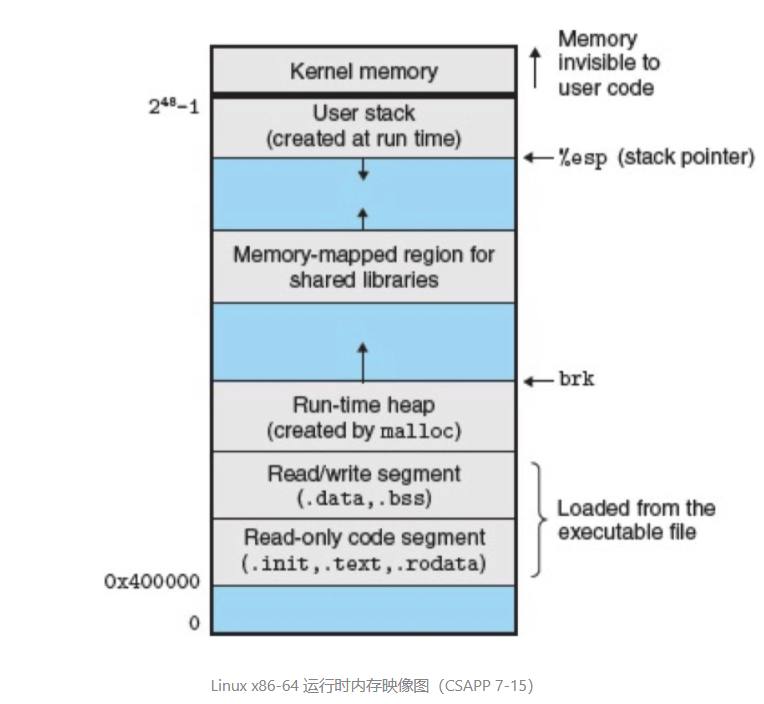 Kernel memory
Memory
invisible to
user code
2⁴⁸−1
User stack
(created at run time)
%esp (stack pointer)
Memory-mapped region for
shared libraries
brk
Run-time heap
(created by malloc)
Read/write segment
(.data,.bss)
Read-only code segment
(.init,.text,.rodata)
Loaded from the
executable file
0x400000
0
Linux x86-64 运行时内存映像图（CSAPP 7-15）